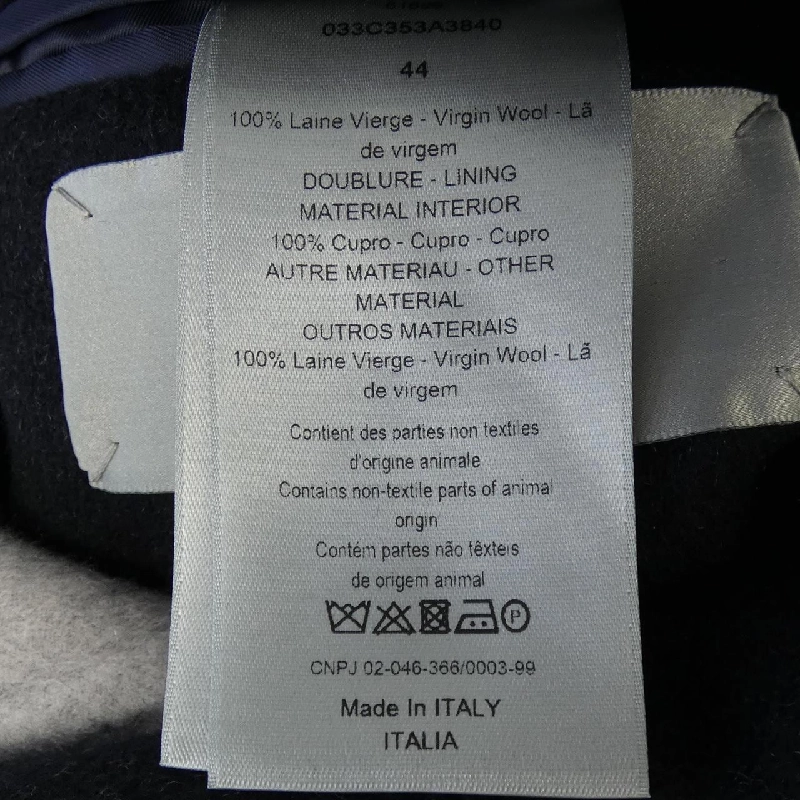 033C353A3840
44
100% Laine Vierge - Virgin Wool - Lã
de virgem
DOUBLURE - LINING
MATERIAL INTERIOR
100% Cupro - Cupro - Cupro
AUTRE MATERIAU - OTHER
MATERIAL
OUTROS MATERIAIS
100% Laine Vierge - Virgin Wool - Lã
de virgem
Contient des parties non textiles
d'origine animale
Contains non-textile parts of animal
origin
Contém partes não têxteis
de origem animal
P
CNPJ 02-046-366/0003-99
Made In ITALY
ITALIA